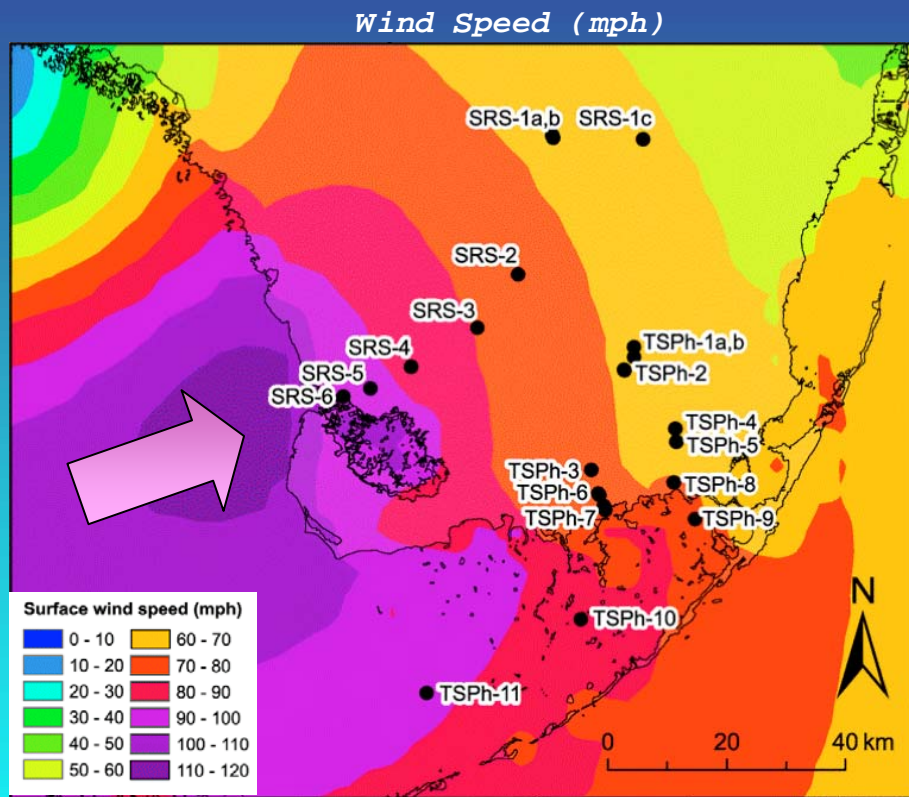 Wind Speed (mph)
SRS-1a,b
SRS-1c
SRS-2
SRS-3
SRS-4
SRS-5
SRS-6
TSPh-1a,b
TSPh-2
TSPh-4
TSPh-5
TSPh-3
TSPh-8
TSPh-6
TSPh-7
TSPh-9
TSPh-10
TSPh-11
N
0 20 40 km
Surface wind speed (mph)
0 - 10 60 - 70
10 - 20 70 - 80
20 - 30 80 - 90
30 - 40 90 - 100
40 - 50 100 - 110
50 - 60 110 - 120